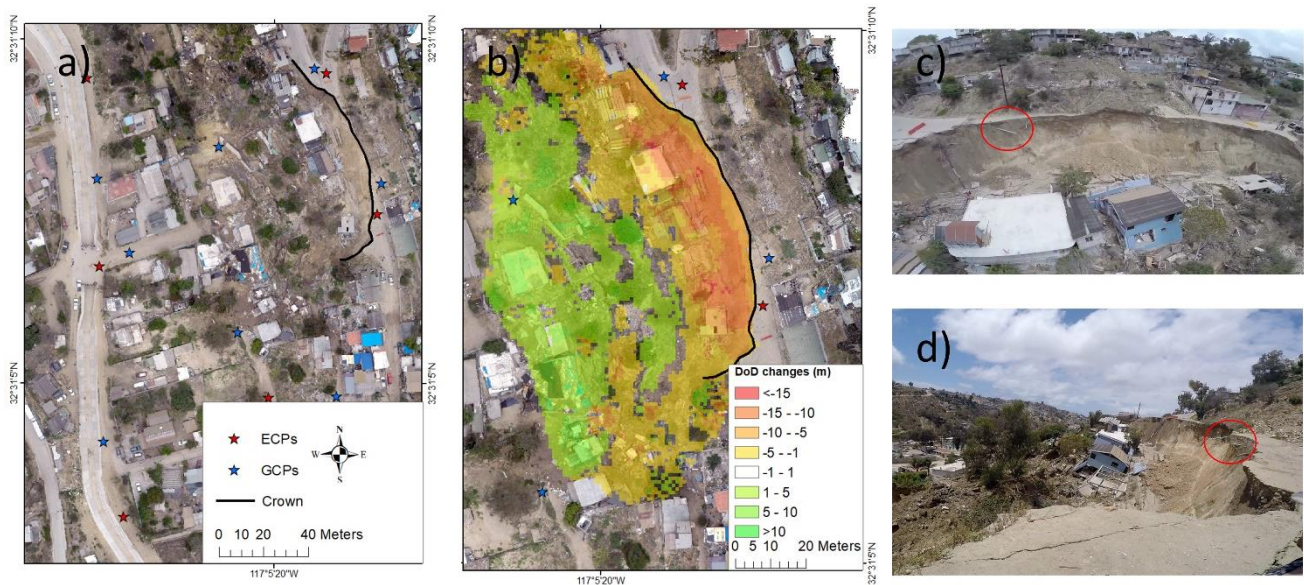 a)
32°31'10"N
32°31'5"N
117°5'20"W
ECPs
GCPs
Crown
N
W E
S
0 10 20 40 Meters
b)
DoD changes (m)
<-15
-15 - -10
-10 - -5
-5 - -1
-1 - 1
1 - 5
5 - 10
>10
0 5 10 20 Meters
117°5'20"W
32°31'10"N
32°31'5"N
c)
d)